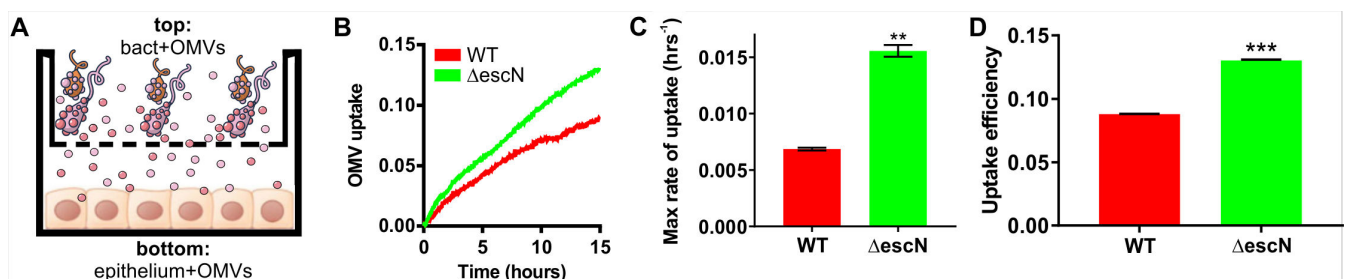 A
top:
bact+OMVs
bottom:
epithelium+OMVs
B
OMV uptake
0.15
0.10
0.05
0.00
WT
ΔescN
0
5
10
15
Time (hours)
C
Max rate of uptake (hrs⁻¹)
0.015
0.010
0.005
0.000
**
WT
ΔescN
D
Uptake efficiency
0.15
0.10
0.05
0.00
***
WT
ΔescN